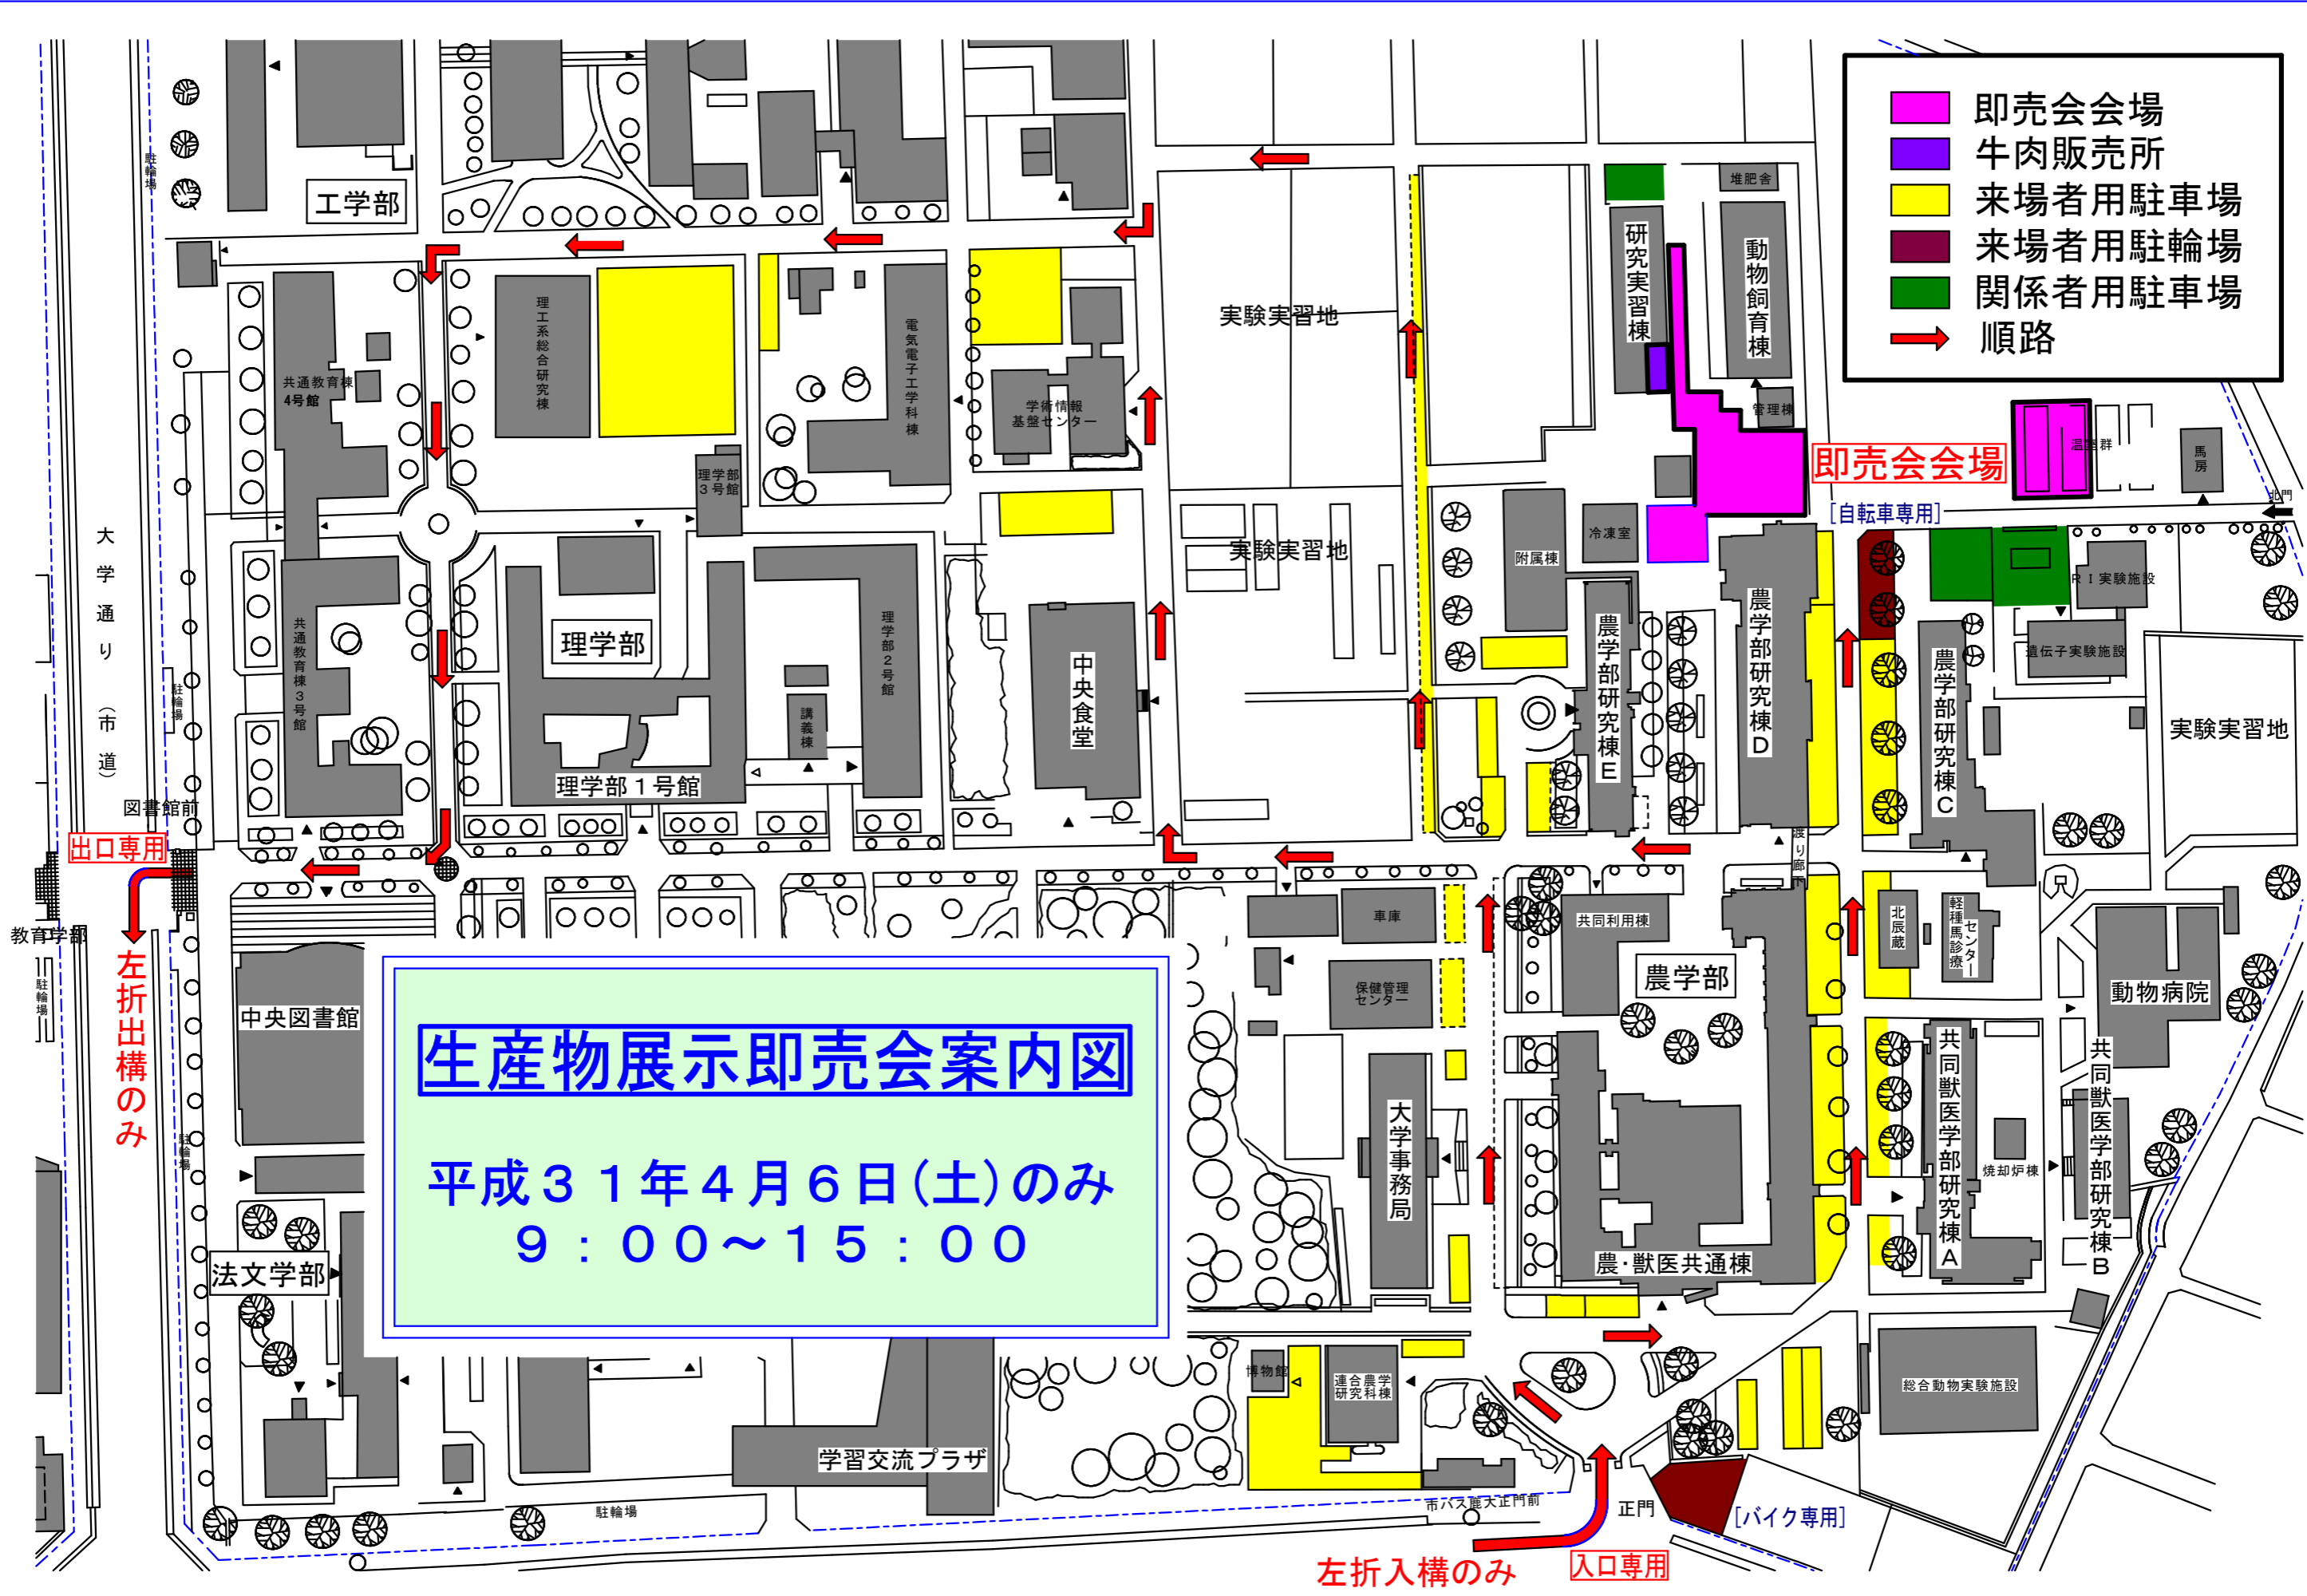 即売会会場
牛肉販売所
来場者用駐車場
来場者用駐輪場
関係者用駐車場
順路
駐輪場
工学部
堆肥舎
研究実習棟
動物飼育棟
理工系総合研究棟
電気電子工学科棟
実験実習地
共通教育棟
4号館
学術情報
基盤センター
管理棟
即売会会場
温室群
馬房
理学部
3号館
北門
[自転車専用]
大学通り（市道）
実験実習地
附属棟
冷凍室
RI実験施設
共通教育棟3号館
理学部
理学部2号館
中央食堂
農学部研究棟E
農学部研究棟D
農学部研究棟C
遺伝子実験施設
駐輪場
講義棟
実験実習地
理学部1号館
図書館前
出口専用
渡り廊下
教育学部
車庫
共同利用棟
北辰蔵
軽種馬診療
センター
左折出構のみ
駐輪場
中央図書館
保健管理
センター
農学部
動物病院
生産物展示即売会案内図
平成31年4月6日(土)のみ
9:00～15:00
駐輪場
大学事務局
共同獣医学部研究棟A
焼却炉棟
共同獣医学部研究棟B
法文学部
農・獣医共通棟
博物館
連合農学
研究科棟
総合動物実験施設
学習交流プラザ
駐輪場
市バス鹿大正門前
正門
[バイク専用]
左折入構のみ
入口専用